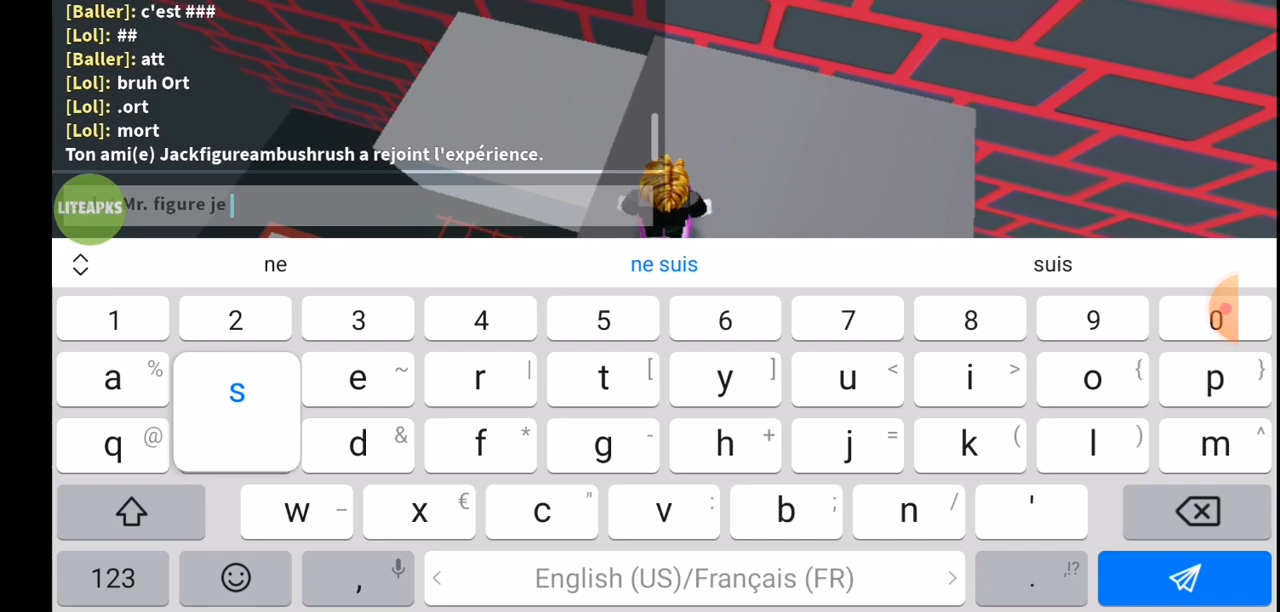 [Baller]: c'est ###
[Lol]: ##
[Baller]: att
[Lol]: bruh Ort
[Lol]: .ort
[Lol]: mort
Ton ami(e) Jackfigureambushrush a rejoint l'expérience.
LITEAPKS Mr. figure je
ne ne suis suis
1 2 3 4 5 6 7 8 9 0
a % s e ~ r | t [ y ] u < i > o { p }
q @ d & f * g - h + j = k ( l ) m ^
w _ x € c " v : b ; n / '
123 , < English (US)/Français (FR) > . ,!?